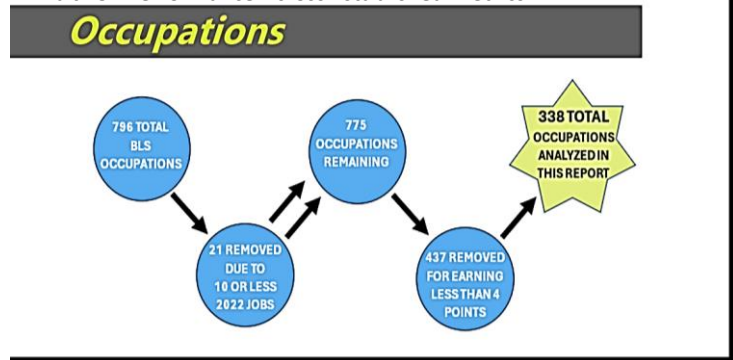 Occupations
796 TOTAL
BLS
OCCUPATIONS
21 REMOVED
DUE TO
10 OR LESS
2022 JOBS
775
OCCUPATIONS
REMAINING
437 REMOVED
FOR EARNING
LESS THAN 4
POINTS
338 TOTAL
OCCUPATIONS
ANALYZED IN
THIS REPORT